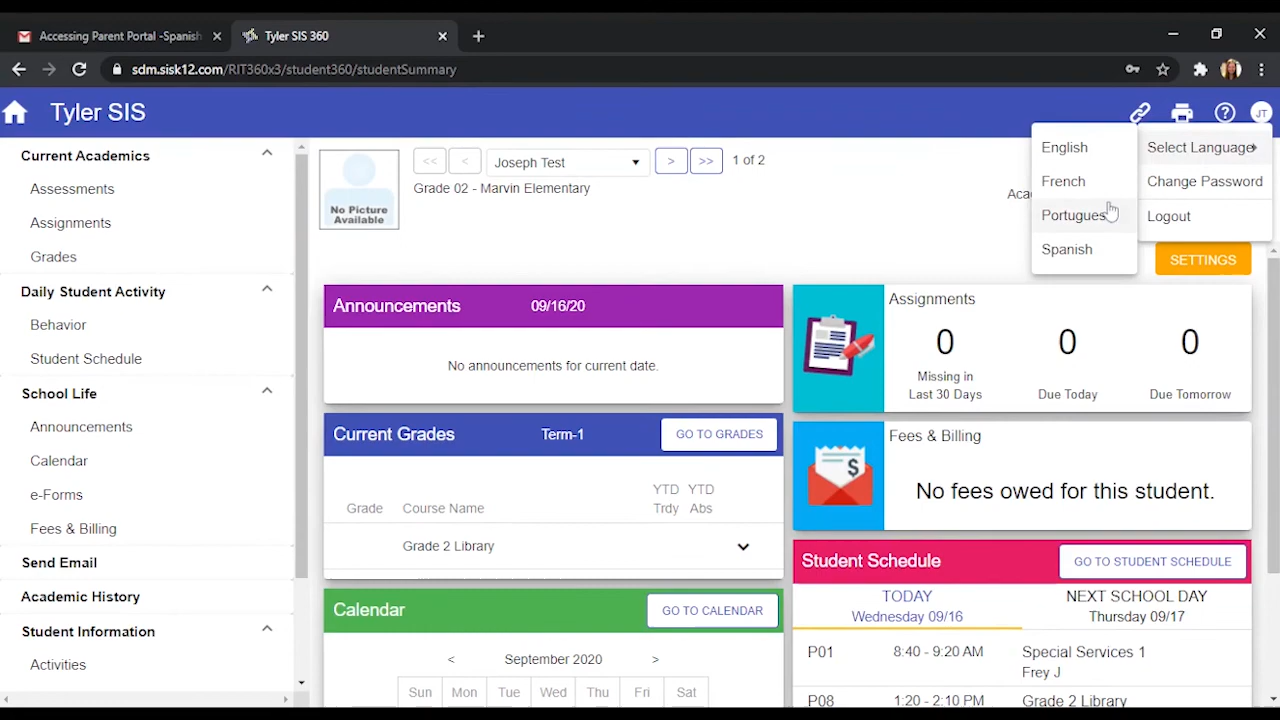 Accessing Parent Portal -Spanish
Tyler SIS 360
sdm.sisk12.com/RIT360x3/student360/studentSummary
Tyler SIS
JT
Current Academics
Assessments
Assignments
Grades
Daily Student Activity
Behavior
Student Schedule
School Life
Announcements
Calendar
e-Forms
Fees & Billing
Send Email
Academic History
Student Information
Activities
No Picture
Available
<< < Joseph Test > >> 1 of 2
Grade 02 - Marvin Elementary
Aca
English
French
Portugues
Spanish
Select Language
Change Password
Logout
SETTINGS
Announcements 09/16/20
No announcements for current date.
Current Grades Term-1 GO TO GRADES
YTD YTD
Grade Course Name Trdy Abs
Grade 2 Library
Calendar GO TO CALENDAR
< September 2020 >
Sun Mon Tue Wed Thu Fri Sat
Assignments
0 0 0
Missing in
Last 30 Days Due Today Due Tomorrow
Fees & Billing
$
No fees owed for this student.
Student Schedule GO TO STUDENT SCHEDULE
TODAY NEXT SCHOOL DAY
Wednesday 09/16 Thursday 09/17
P01 8:40 - 9:20 AM Special Services 1
Frey J
P08 1:20 - 2:10 PM Grade 2 Library